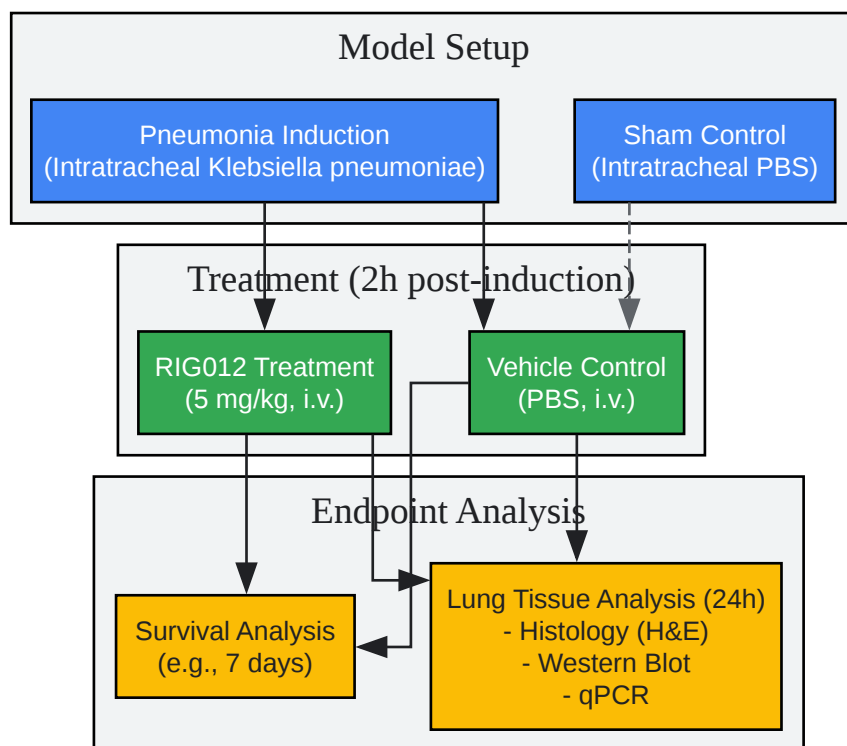 Model Setup
Pneumonia Induction
(Intratracheal Klebsiella pneumoniae)
Sham Control
(Intratracheal PBS)
Treatment (2h post-induction)
RIG012 Treatment
(5 mg/kg, i.v.)
Vehicle Control
(PBS, i.v.)
Endpoint Analysis
Survival Analysis
(e.g., 7 days)
Lung Tissue Analysis (24h)
- Histology (H&E)
- Western Blot
- qPCR